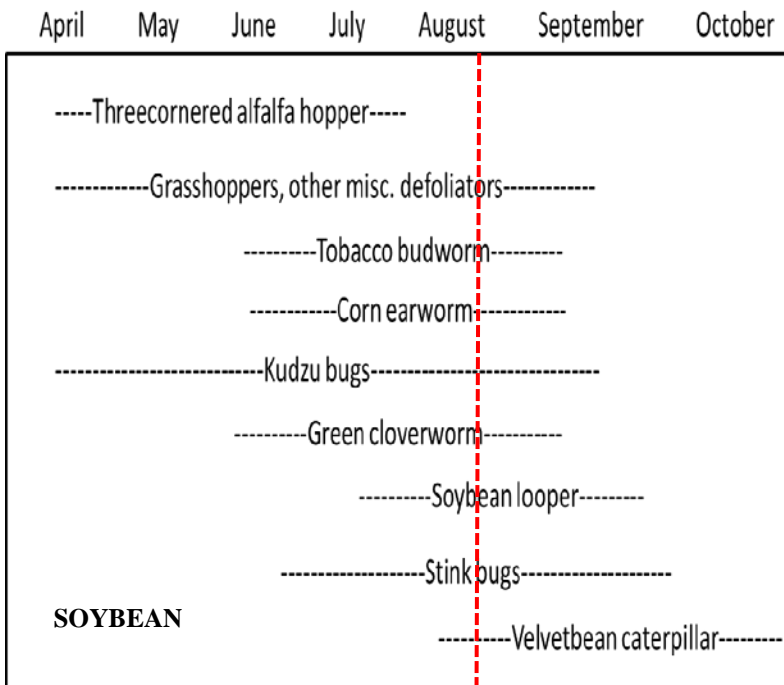 April May June July August September October
-----Threecornered alfalfa hopper-----
-------------Grasshoppers, other misc. defoliators-------------
----------Tobacco budworm----------
------------Corn earworm-------------
-----------------------------Kudzu bugs--------------------------------
----------Green cloverworm-----------
----------Soybean looper---------
--------------------Stink bugs---------------------
SOYBEAN
----------Velvetbean caterpillar---------